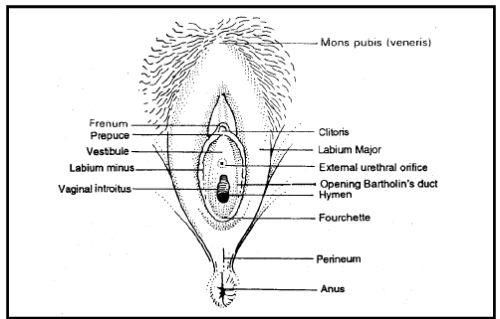 Mons pubis (veneris)
Frenum
Prepuce
Clitoris
Vestibule
Labium Major
Labium minus
External urethral orifice
Vaginal introitus
Opening Bartholin's duct
Hymen
Fourchette
Perineum
Anus